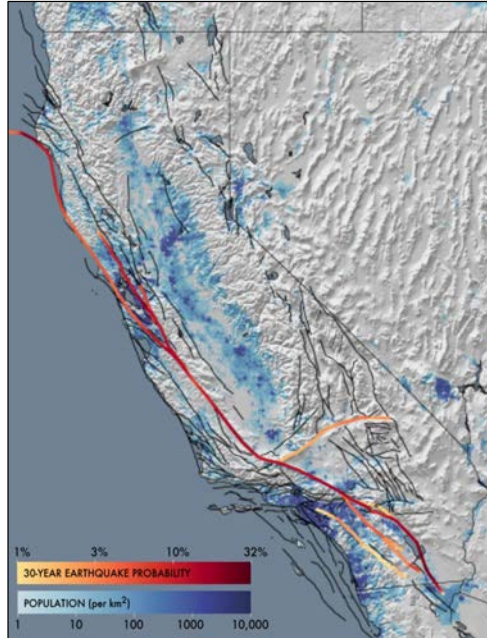 1% 3% 10% 32%
30-YEAR EARTHQUAKE PROBABILITY
POPULATION (per km²)
1 10 100 1000 10,000